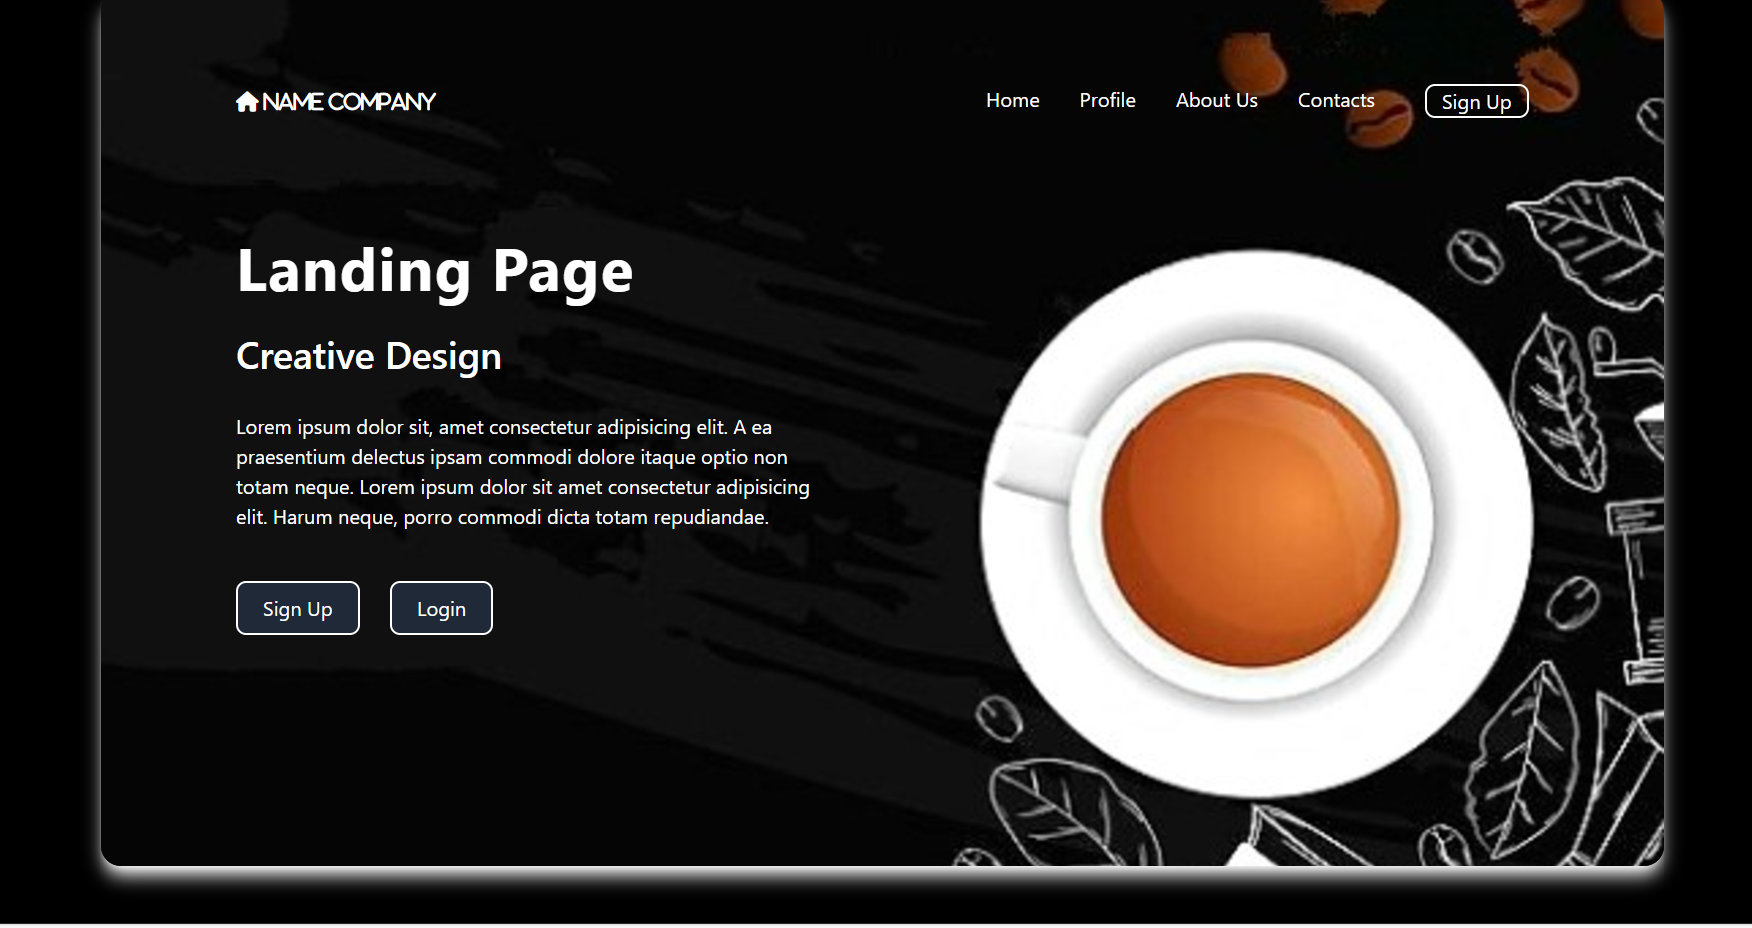 NAME COMPANY
Home Profile About Us Contacts Sign Up
Landing Page
Creative Design
Lorem ipsum dolor sit, amet consectetur adipisicing elit. A ea
praesentium delectus ipsam commodi dolore itaque optio non
totam neque. Lorem ipsum dolor sit amet consectetur adipisicing
elit. Harum neque, porro commodi dicta totam repudiandae.
Sign Up Login